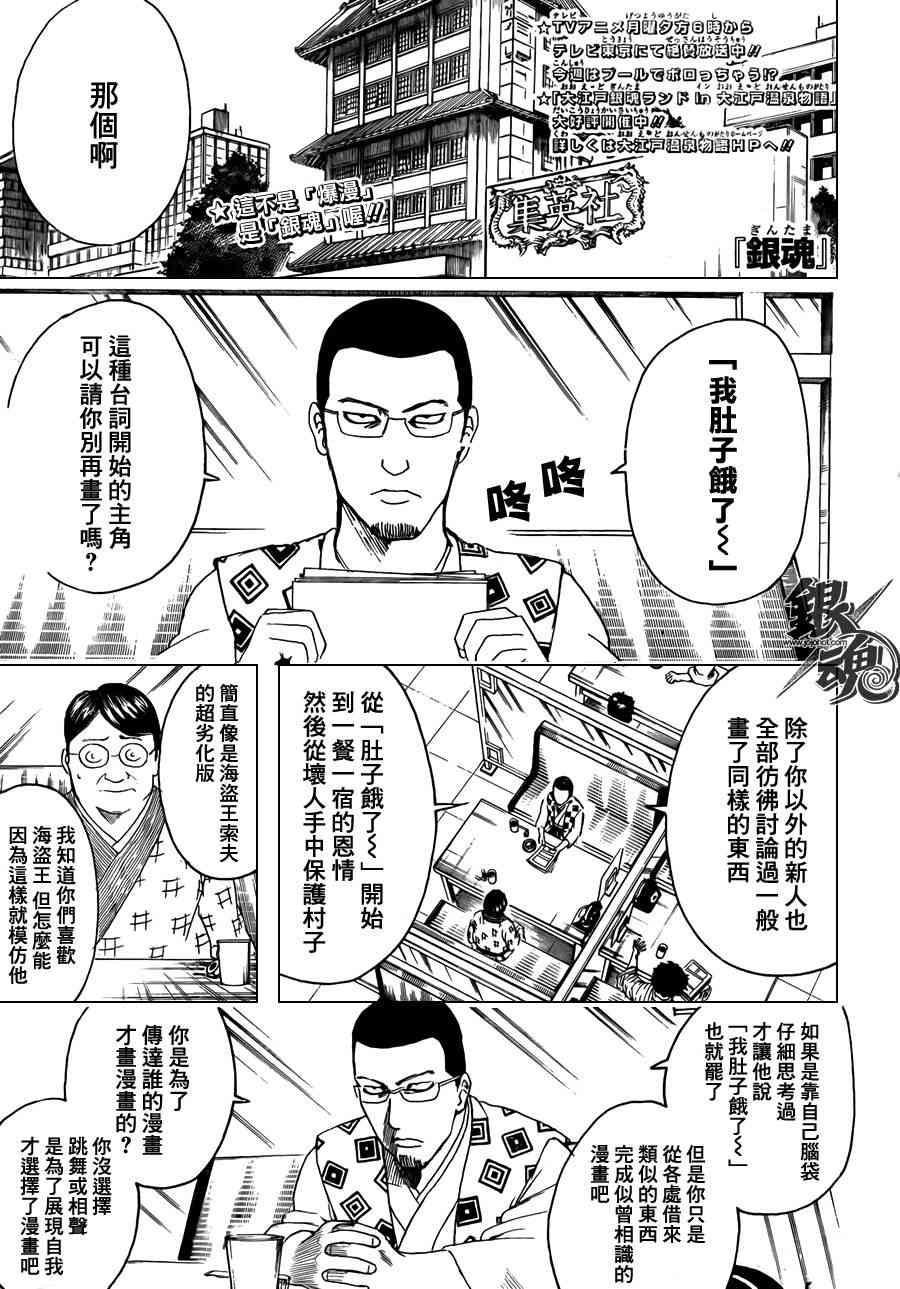 ★TVアニメ月曜夕方6時から
テレビ東京にて絶賛放送中!!
今週はプールでポロっちゃう!?
★「大江戸銀魂ランド in 大江戸温泉物語」
大好評開催中!!
詳しくは大江戸温泉物語HPへ!!
集英社
『銀魂』
ぎんたま
☆這不是「爆漫」
是「銀魂」喔!!
那個啊
「我肚子餓了~」
咚咚
這種台詞開始的主角
可以請你別再畫了嗎?
銀魂
www.jojohot.com
除了你以外的新人也
全部彷彿討論過一般
畫了同樣的東西
從「肚子餓了~」開始
到一餐一宿的恩情
然後從壞人手中保護村子
簡直像是海盜王索夫
的超劣化版
我知道你們喜歡
海盜王 但怎麼能
因為這樣就模仿他
如果是靠自己腦袋
仔細思考過
才讓他說
「我肚子餓了~」
也就罷了
但是你只是
從各處借來
類似的東西
完成似曾相識的
漫畫吧
你是為了
傳達誰的漫畫
才畫漫畫的?
你沒選擇
跳舞或相聲
是為了展現自我
才選擇了漫畫吧